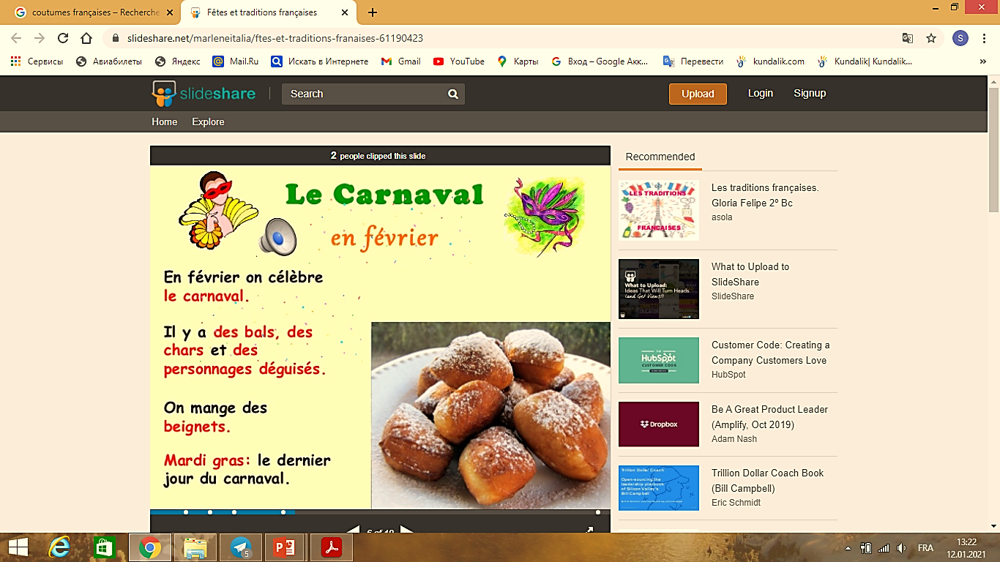 coutumes françaises – Recherche
Fêtes et traditions françaises
slideshare.net/marleneitalia/ftes-et-traditions-franaises-61190423
S
Сервисы
Авиабилеты
Яндекс
Mail.Ru
Искать в Интернете
Gmail
YouTube
Карты
Вход – Google Акк...
Перевести
kundalik.com
Kundalik| Kundalik...
»
slideshare
Search
Upload
Login
Signup
Home
Explore
2 people clipped this slide
Le Carnaval
en février
En février on célèbre
le carnaval.
Il y a des bals, des
chars et des
personnages déguisés.
On mange des
beignets.
Mardi gras: le dernier
jour du carnaval.
Recommended
LES TRADITIONS
FRANÇAISES
Les traditions françaises.
Gloria Felipe 2º Bc
asola
What to Upload:
Ideas That Will Turn Heads
(and Get Views!)
What to Upload to
SlideShare
SlideShare
HubSpot
CUSTOMER CODE
Customer Code: Creating a
Company Customers Love
HubSpot
Dropbox
Be A Great Product Leader
(Amplify, Oct 2019)
Adam Nash
Trillion Dollar Coach
Book
Open-sourcing the
leadership playbook
of Silicon Valley's
Bill Campbell
Trillion Dollar Coach Book
(Bill Campbell)
Eric Schmidt
5
FRA
13:22
12.01.2021